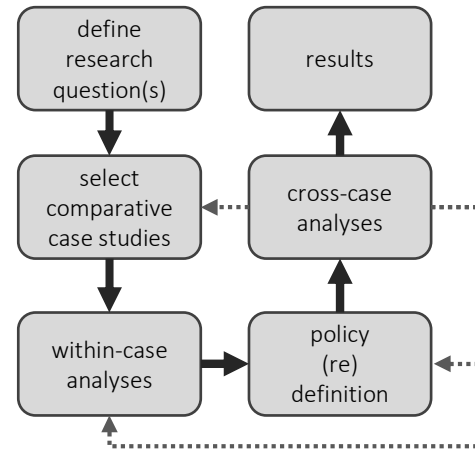 define
research
question(s)
results
select
comparative
case studies
cross-case
analyses
within-case
analyses
policy
(re)
definition